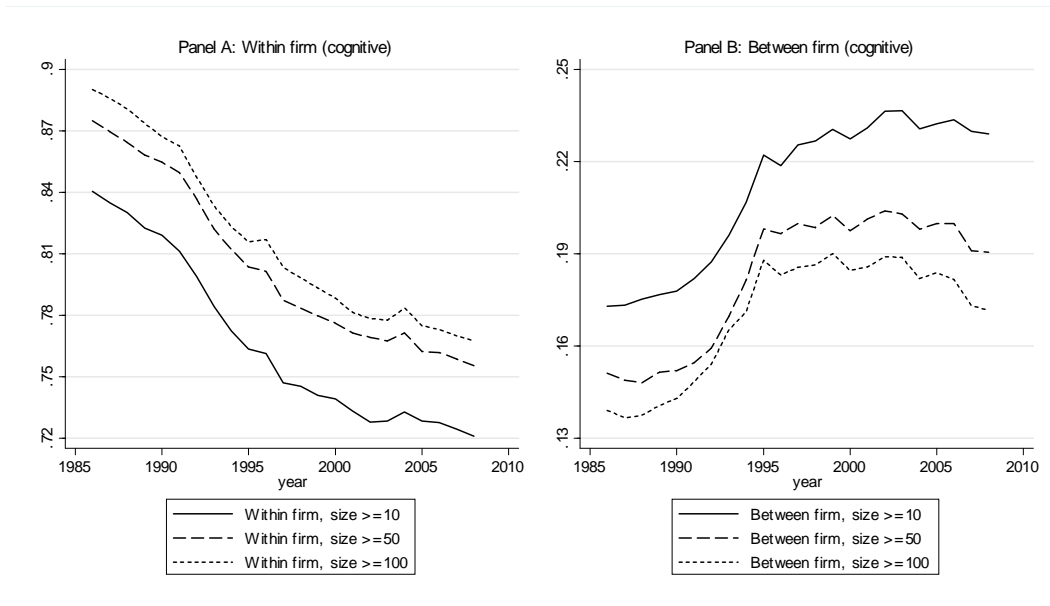 Panel A: Within firm (cognitive)
.9
.87
.84
.81
.78
.75
.72
1985 1990 1995 2000 2005 2010
year
Within firm, size >=10
Within firm, size >=50
Within firm, size >=100
Panel B: Between firm (cognitive)
.25
.22
.19
.16
.13
1985 1990 1995 2000 2005 2010
year
Between firm, size >=10
Between firm, size >=50
Between firm, size >=100